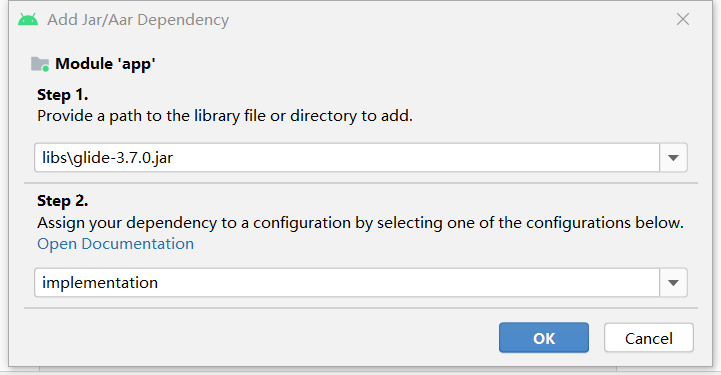 Add Jar/Aar Dependency
Module 'app'
Step 1.
Provide a path to the library file or directory to add.
libs\glide-3.7.0.jar
Step 2.
Assign your dependency to a configuration by selecting one of the configurations below.
Open Documentation
implementation
OK
Cancel